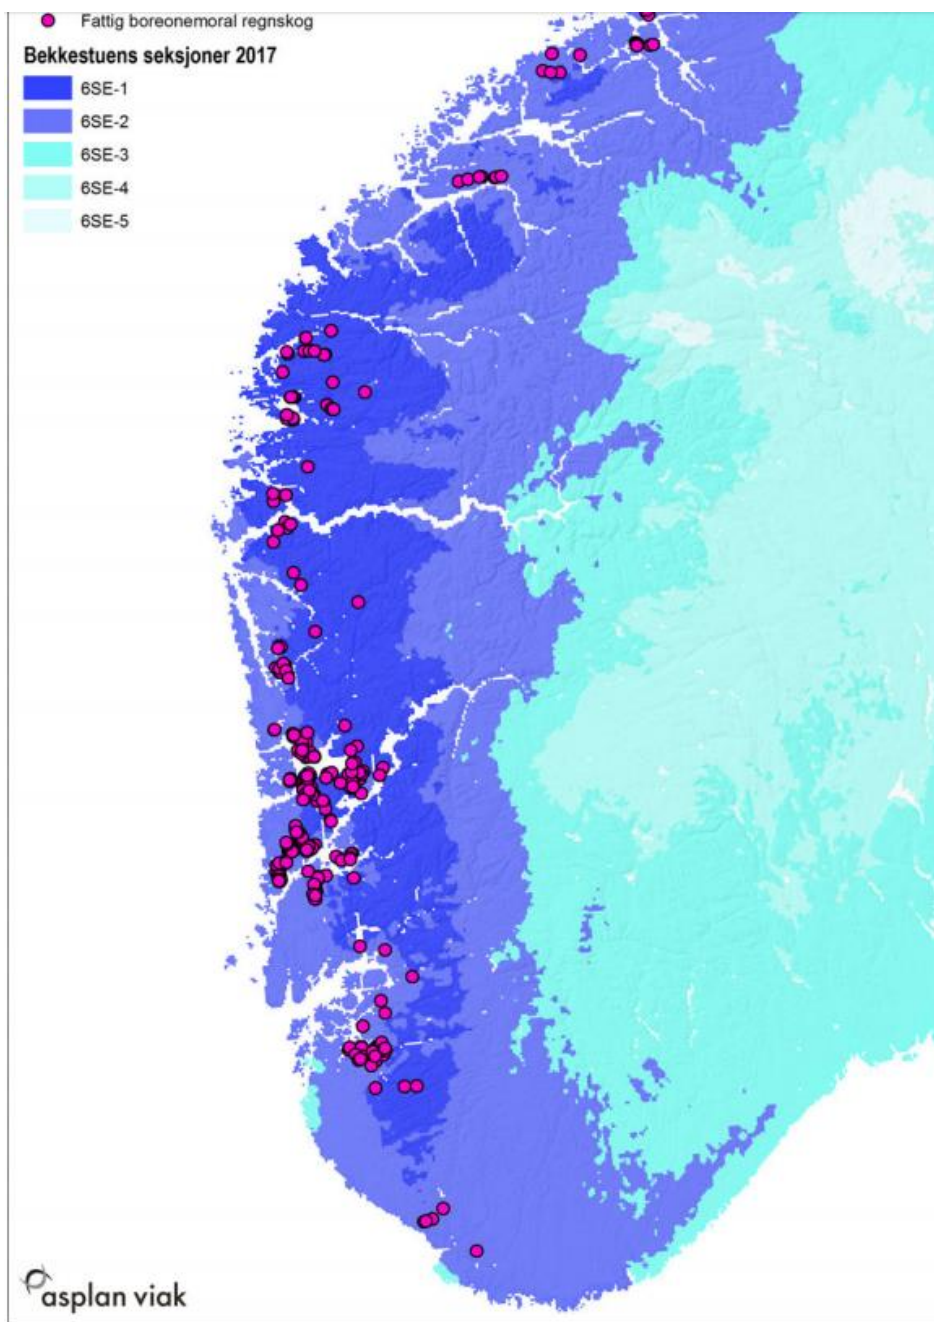 Fattig boreonemoral regnskog
Bekkestuens seksjoner 2017
6SE-1
6SE-2
6SE-3
6SE-4
6SE-5
asplan viak